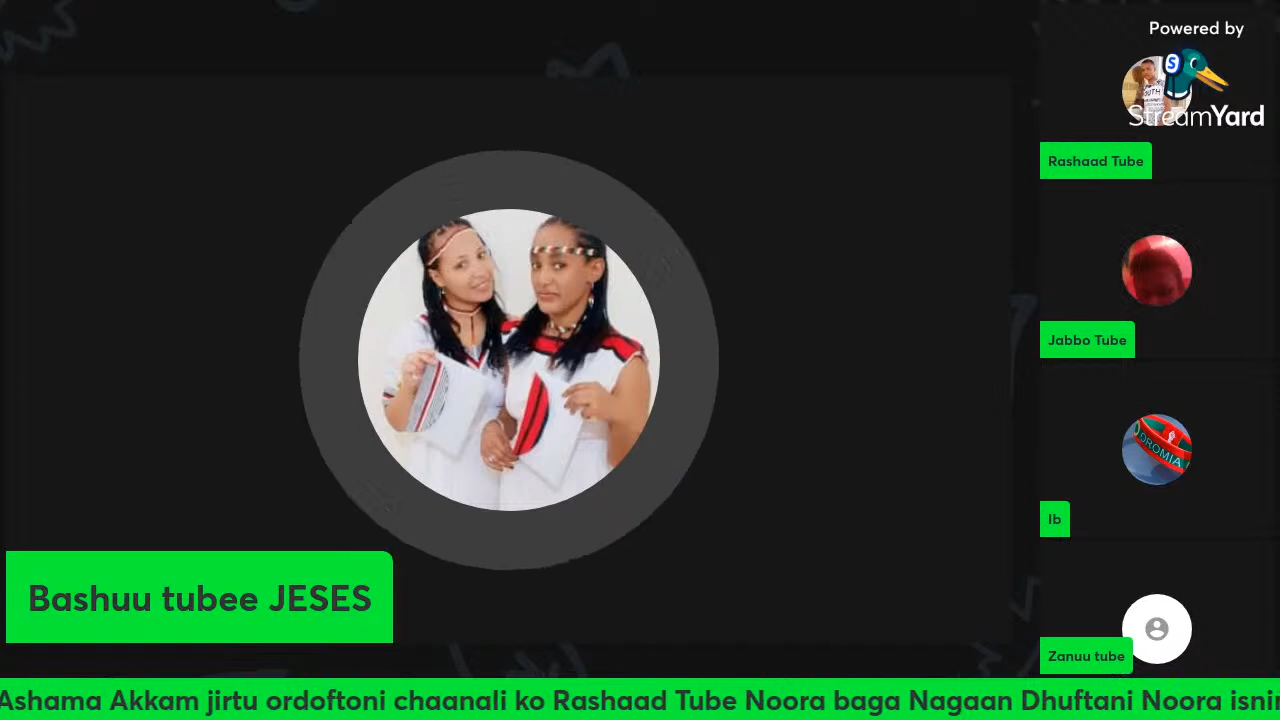 Powered by
StreamYard
Rashaad Tube
Jabbo Tube
OROMIA
Ib
Bashuu tubee JESES
Zanuu tube
Ashama Akkam jirtu ordoftoni chaanali ko Rashaad Tube Noora baga Nagaan Dhuftani Noora